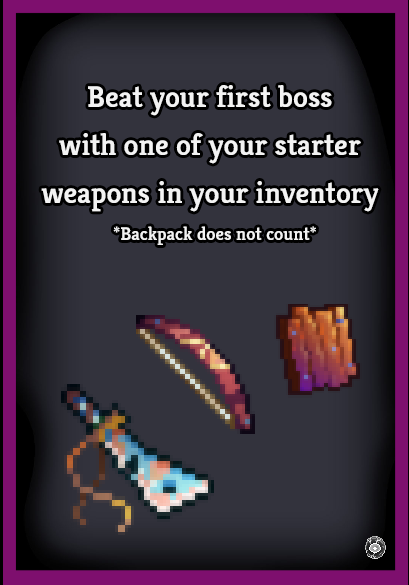 Beat your first boss
with one of your starter
weapons in your inventory
*Backpack does not count*